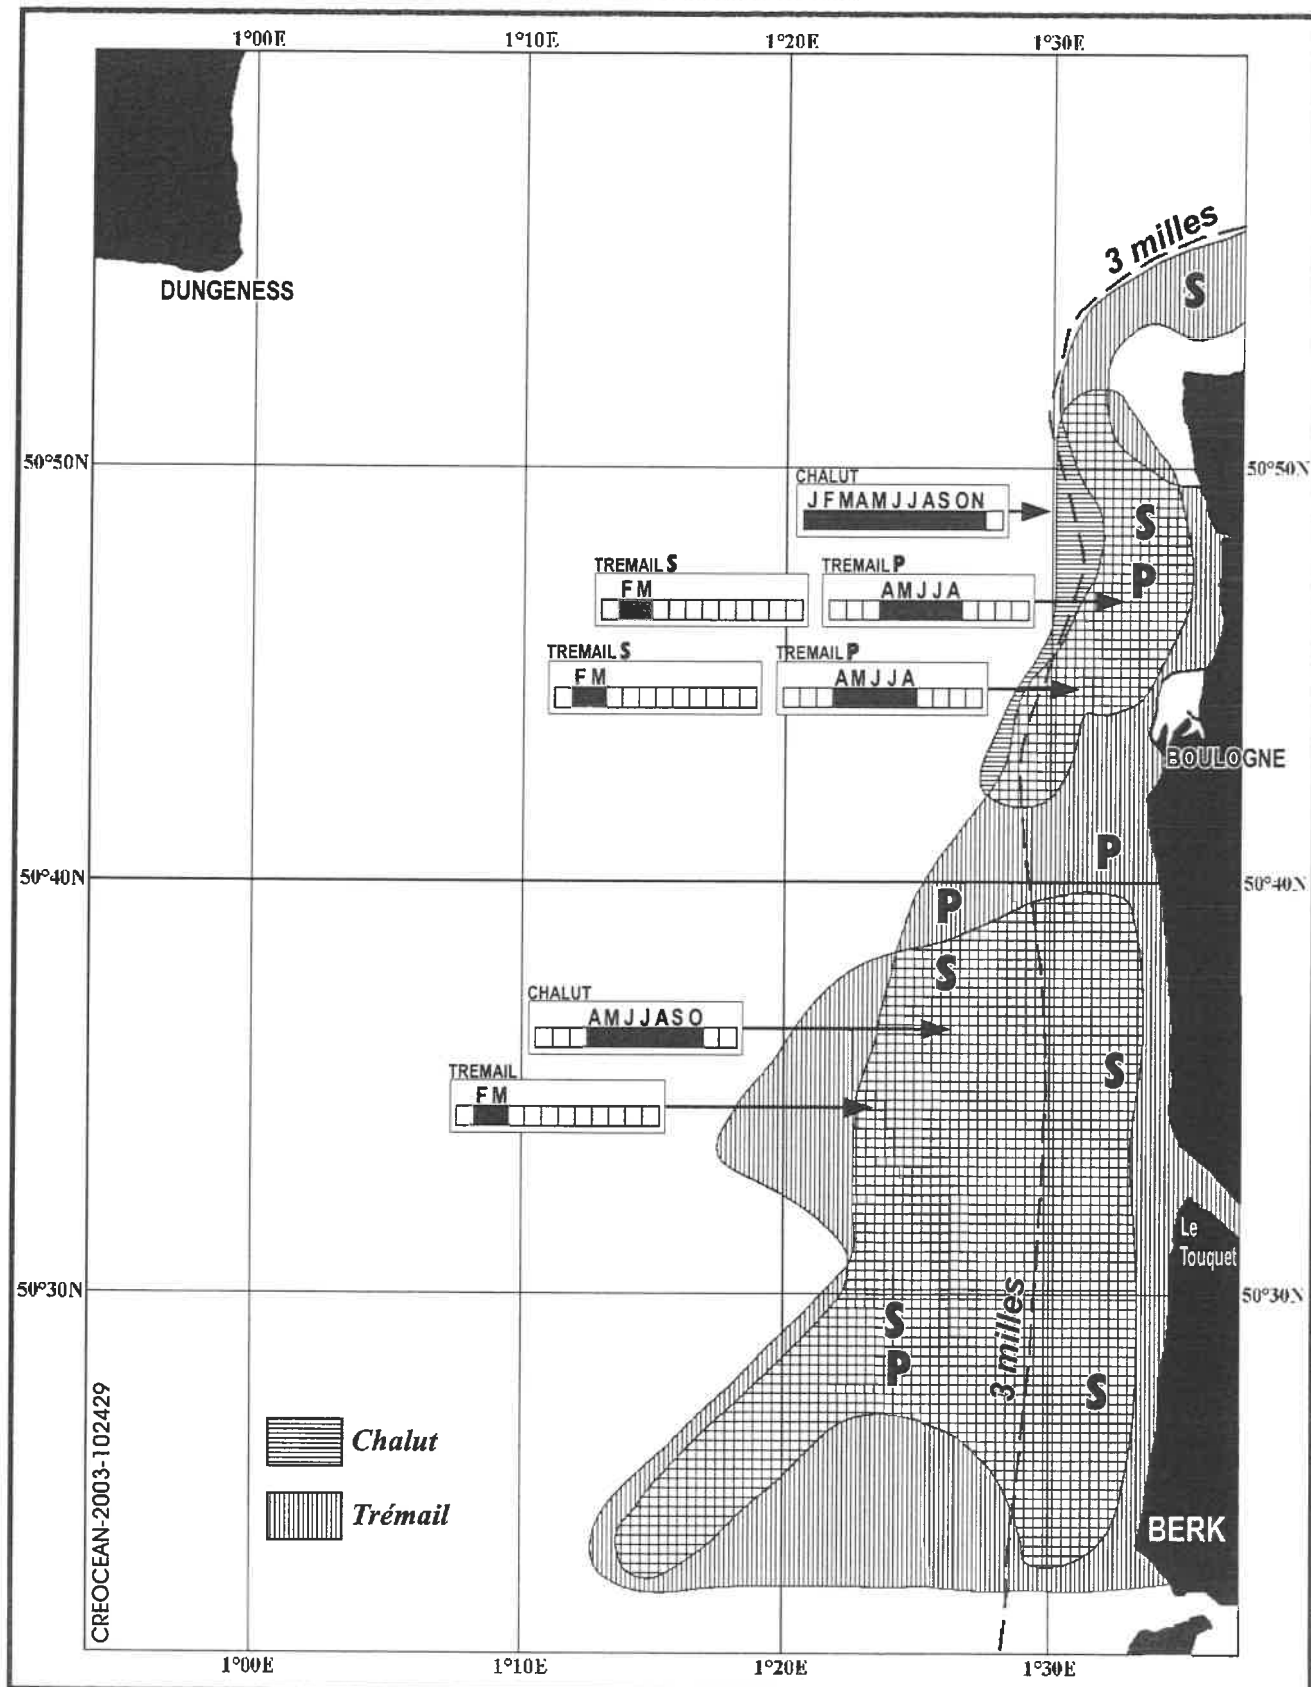 1°00E 1°10E 1°20E 1°30E
3 milles
S
DUNGENESS
50°50N 50°50N
CHALUT
J F M A M J J A S O N
S
P
TREMAIL S TREMAIL P
F M A M J J A
TREMAIL S TREMAIL P
F M A M J J A
BOULOGNE
P
50°40N 50°40N
P
S
CHALUT
A M J J A S O
S
TREMAIL
F M
Le
Touquet
50°30N 50°30N
3 milles
S
P
S
Chalut
Trémail
BERK
CREOCEAN-2003-102429
1°00E 1°10E 1°20E 1°30E